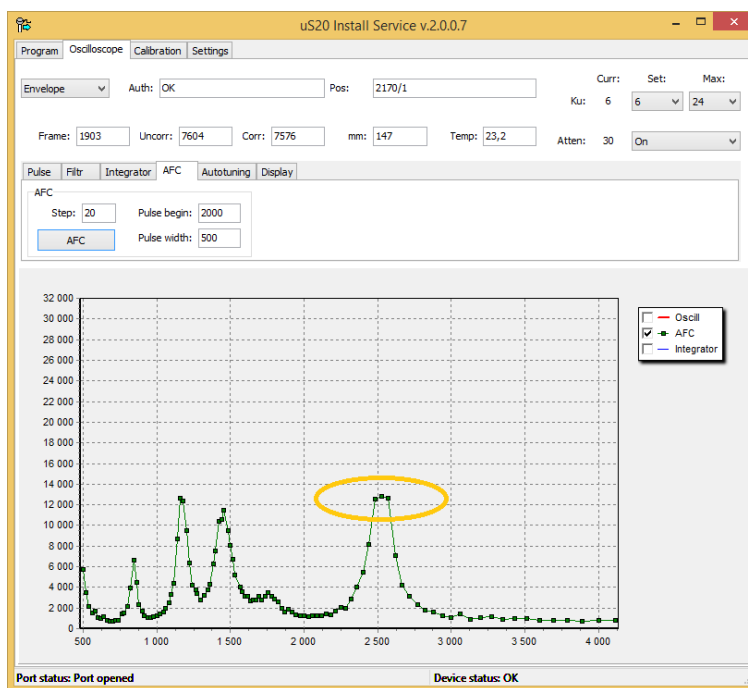 uS20 Install Service v.2.0.0.7
Program Oscilloscope Calibration Settings
Curr: Set: Max:
Envelope Auth: OK Pos: 2170/1
Ku: 6 6 24
Frame: 1903 Uncorr: 7604 Corr: 7576 mm: 147 Temp: 23,2
Atten: 30 On
Pulse Filtr Integrator AFC Autotuning Display
AFC
Step: 20 Pulse begin: 2000
AFC Pulse width: 500
32 000
30 000
28 000
26 000
24 000
22 000
20 000
18 000
16 000
14 000
12 000
10 000
8 000
6 000
4 000
2 000
0
500 1 000 1 500 2 000 2 500 3 000 3 500 4 000
Oscill
AFC
Integrator
Port status: Port opened Device status: OK